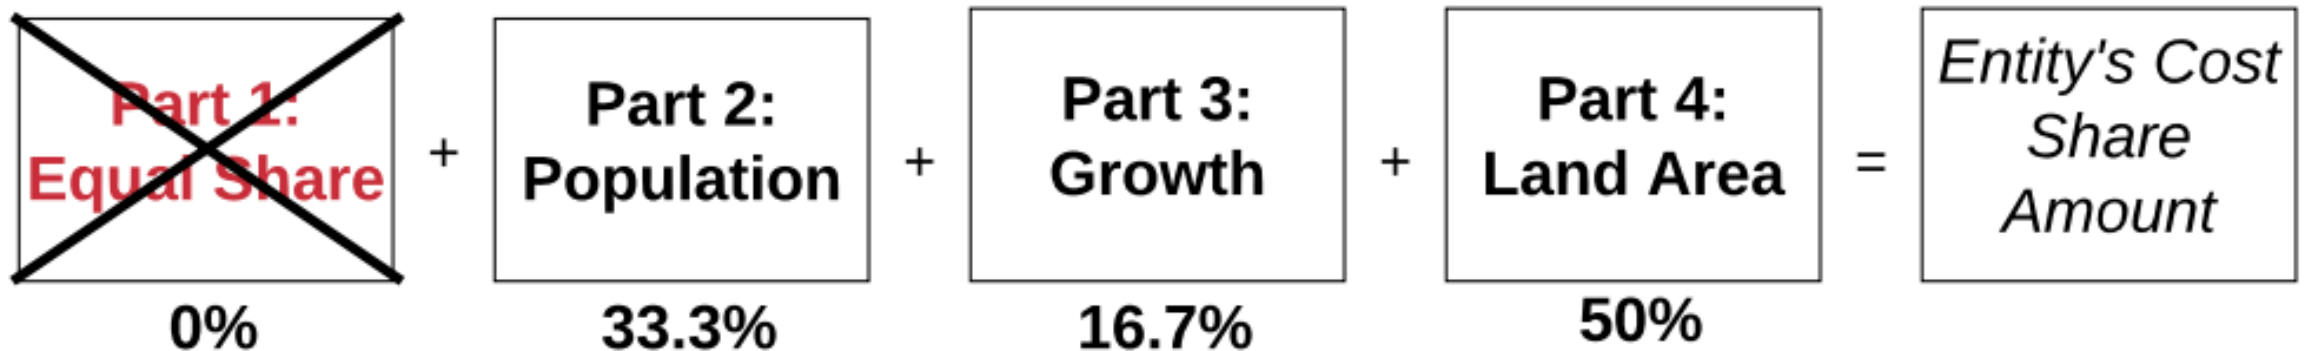 Part 1:
Equal Share
0%
+
Part 2:
Population
33.3%
+
Part 3:
Growth
16.7%
+
Part 4:
Land Area
50%
=
Entity's Cost
Share
Amount